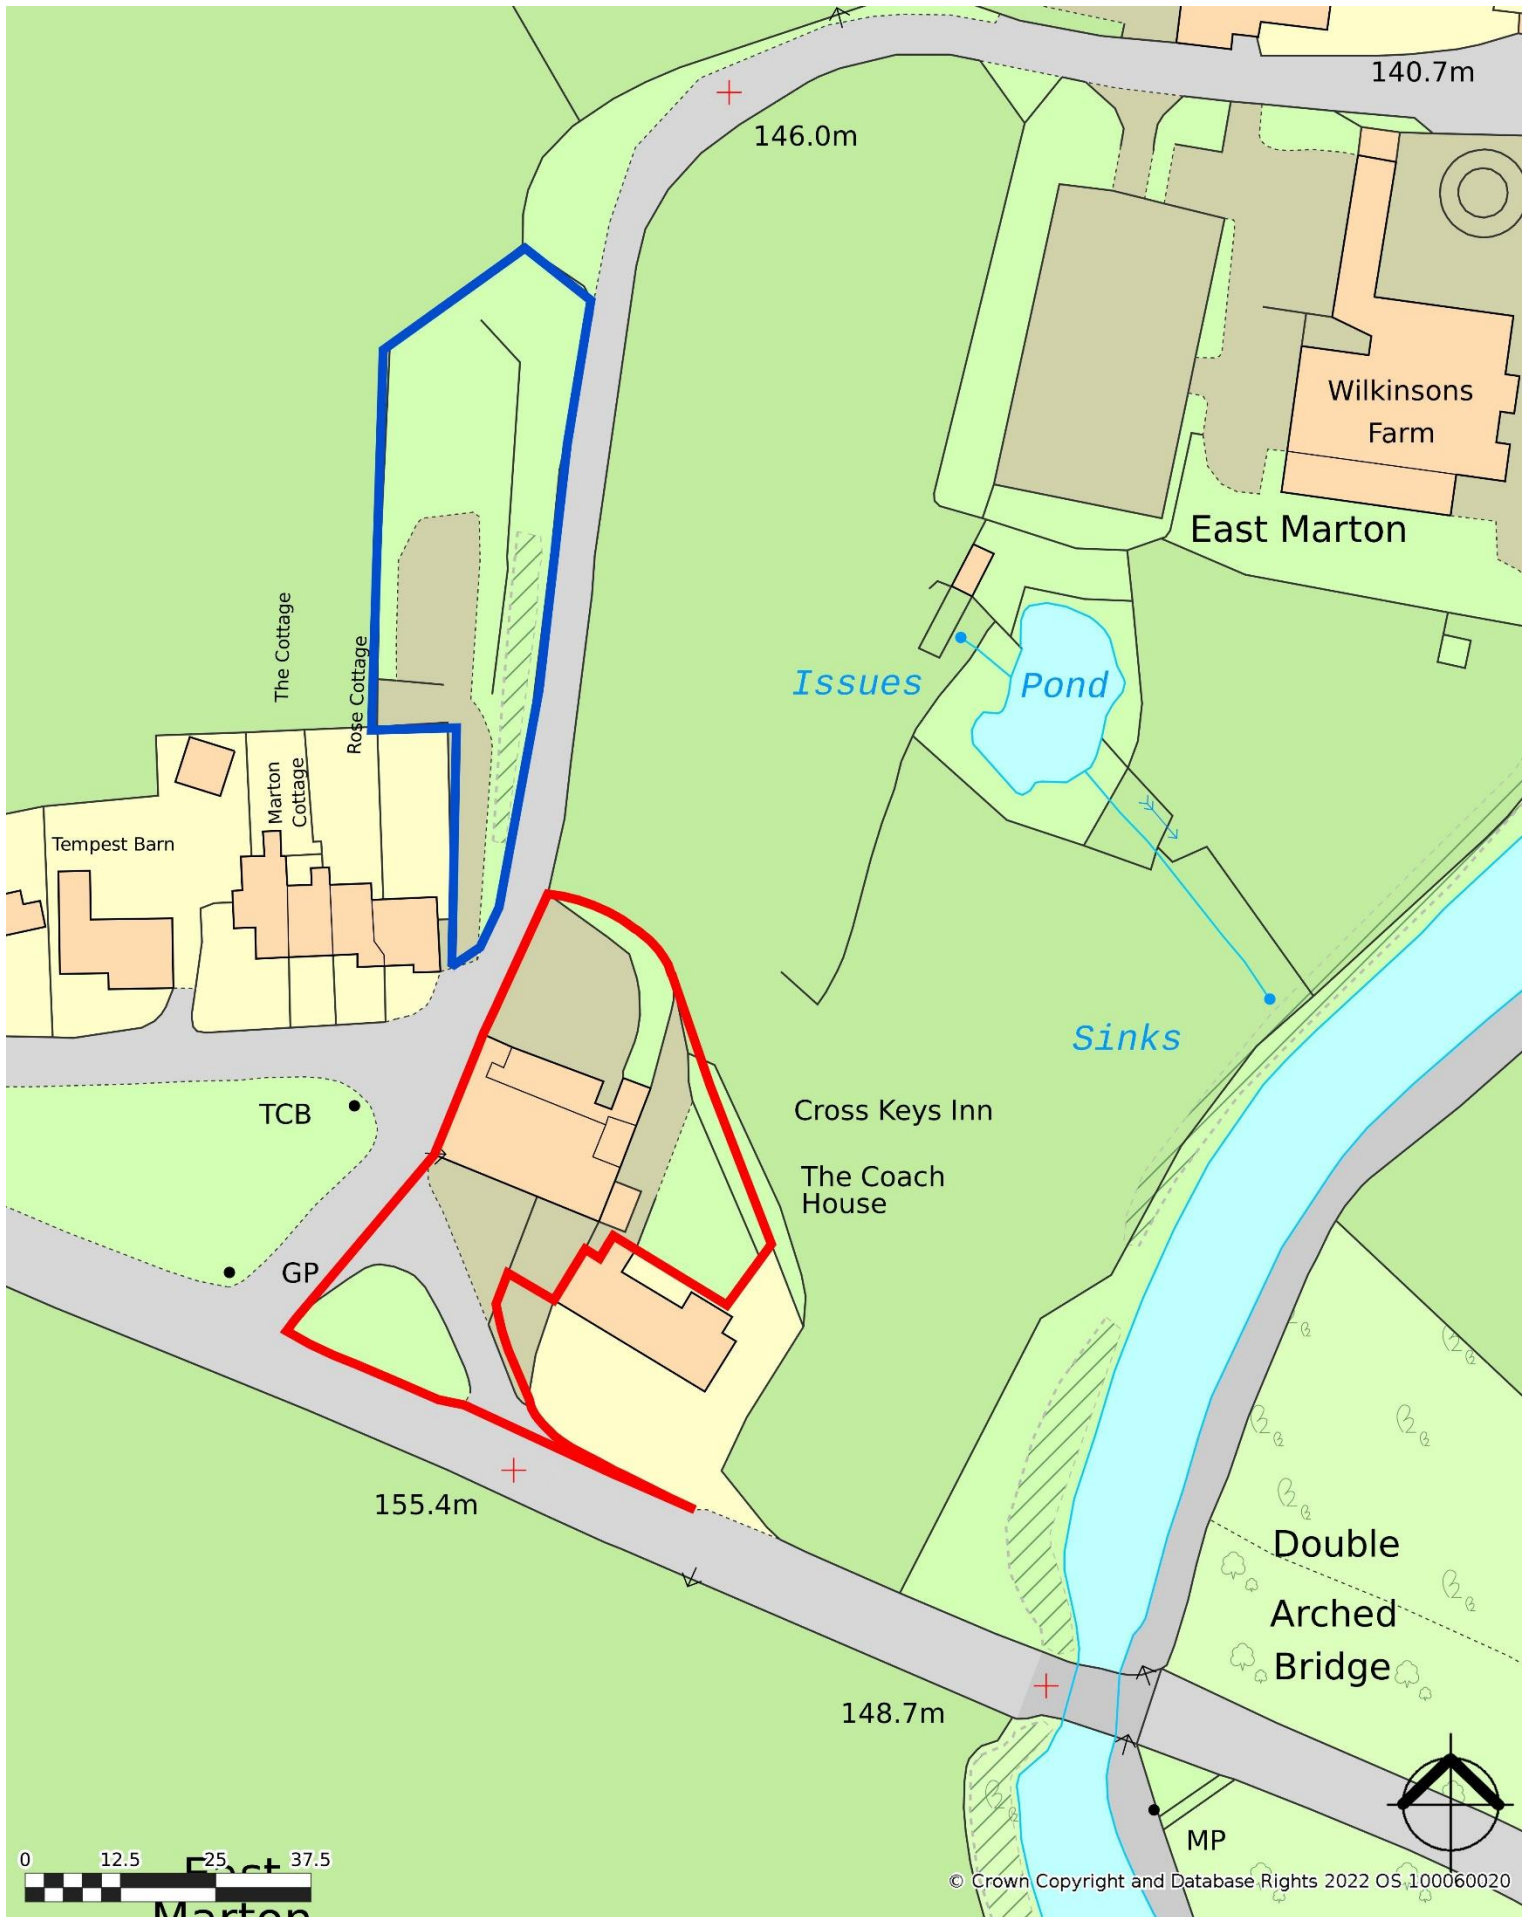 140.7m
146.0m
Wilkinsons
Farm
East Marton
The Cottage
Rose Cottage
Issues
Pond
Marton
Cottage
Tempest Barn
Sinks
TCB
Cross Keys Inn
The Coach
House
GP
155.4m
Double
Arched
Bridge
148.7m
MP
0 12.5 25 37.5
East
Marton
© Crown Copyright and Database Rights 2022 OS 100060020